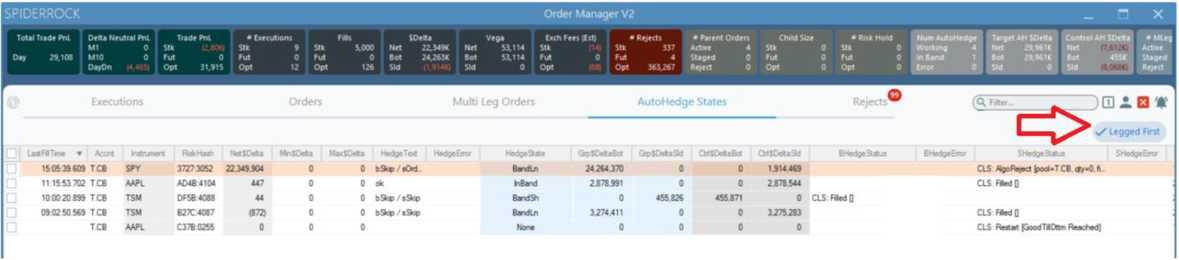 SPIDERROCK Order Manager V2
Total Trade PnL Delta Neutral PnL Trade PnL # Executions Fills $Delta Vega Exch Fees (Est) # Rejects # Parent Orders Child Size # Risk Hold Num AutoHedge Target AH $Delta Control AH $Delta # MLeg
M1 0 Stk (2,806) Stk 9 Stk 5,000 Net 22,349K Net 53,114 Stk (14) Stk 337 Active 4 Stk 0 Stk 0 Working 4 Net 29,961K Net (7,612K) Active
Day 29,108 M10 0 Fut 0 Fut 0 Fut 0 Bot 24,263K Bot 53,114 Fut 0 Fut 4 Staged 0 Fut 0 Fut 0 In Band 1 Bot 29,961K Bot 455K Staged
DayDn (4,465) Opt 31,915 Opt 12 Opt 126 Sld (1,914K) Sld 0 Opt (88) Opt 363,267 Reject 0 Opt 0 Opt 0 Error 0 Sld 0 Sld (8,068K) Reject
Executions Orders Multi Leg Orders AutoHedge States Rejects 99 Filter... 1
Legged First
LastFillTime Accnt Instrument RiskHash Net$Delta Min$Delta Max$Delta HedgeText HedgeError HedgeState Grp$DeltaBot Grp$DeltaSld Ctrl$DeltaBot Ctrl$DeltaSld BHedgeStatus BHedgeError SHedgeStatus SHedgeError
15:05:39.609 T.CB SPY 3727.3052 22,349,904 0 0 bSkip / sOrd... BandLn 24,264,370 0 0 1,914,469 CLS: AlgoReject [pool=T.CB, qty=0, fi...
11:15:53.702 T.CB AAPL AD4B:4104 447 0 0 ok InBand 2,878,991 0 0 2,878,544 CLS: Filled []
10:00:20.899 T.CB TSM DF5B:4088 44 0 0 bSkip / sSkip BandSh 0 455,826 455,871 0 CLS: Filled []
09:02:50.569 T.CB TSM B27C:4087 (872) 0 0 bSkip / sSkip BandLn 3,274,411 0 0 3,275,283 CLS: Filled []
T.CB AAPL C37B:0255 0 0 0 None 0 0 0 0 CLS: Restart [GoodTillDttm Reached]